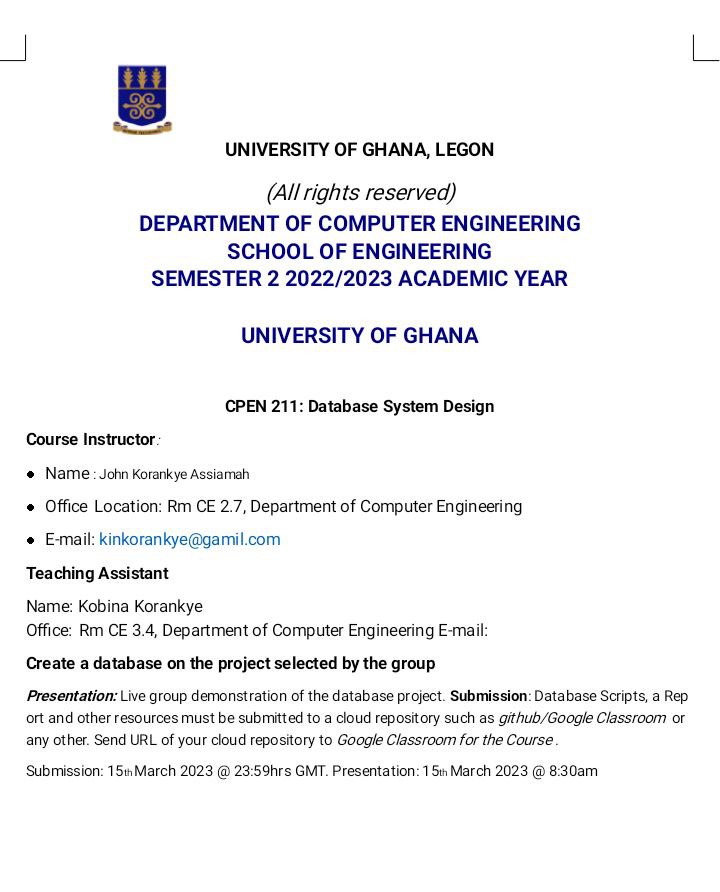 UNIVERSITY OF GHANA, LEGON
(All rights reserved)
DEPARTMENT OF COMPUTER ENGINEERING
SCHOOL OF ENGINEERING
SEMESTER 2 2022/2023 ACADEMIC YEAR
UNIVERSITY OF GHANA
CPEN 211: Database System Design
Course Instructor:
● Name : John Korankye Assiamah
● Office Location: Rm CE 2.7, Department of Computer Engineering
● E-mail: kinkorankye@gamil.com
Teaching Assistant
Name: Kobina Korankye
Office: Rm CE 3.4, Department of Computer Engineering E-mail:
Create a database on the project selected by the group
Presentation: Live group demonstration of the database project. Submission: Database Scripts, a Rep
ort and other resources must be submitted to a cloud repository such as github/Google Classroom or
any other. Send URL of your cloud repository to Google Classroom for the Course .
Submission: 15th March 2023 @ 23:59hrs GMT. Presentation: 15th March 2023 @ 8:30am